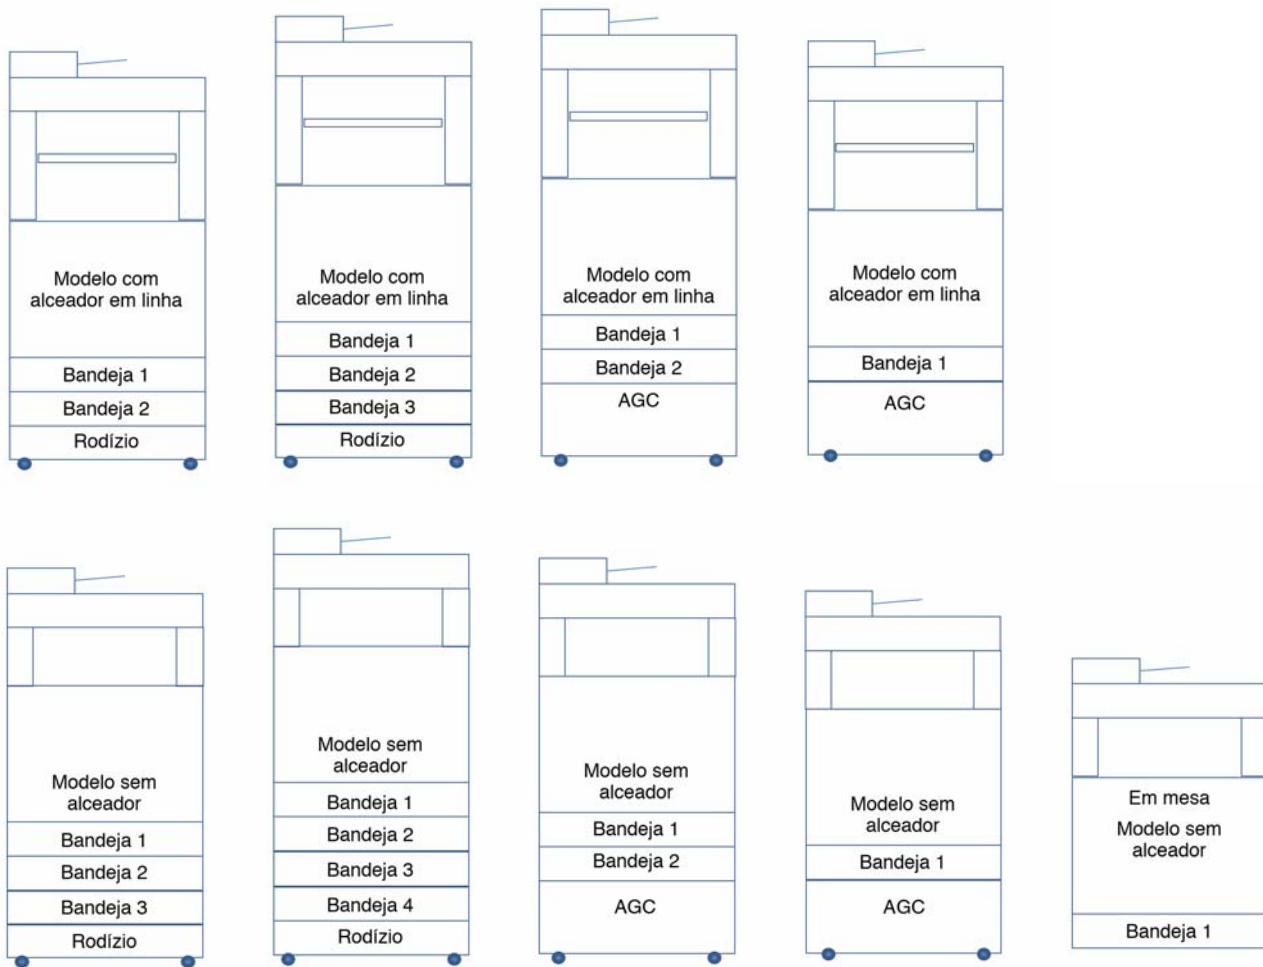 Modelo com
alceador em linha
Bandeja 1
Bandeja 2
Rodízio
Modelo com
alceador em linha
Bandeja 1
Bandeja 2
Bandeja 3
Rodízio
Modelo com
alceador em linha
Bandeja 1
Bandeja 2
AGC
Modelo com
alceador em linha
Bandeja 1
AGC
Modelo sem
alceador
Bandeja 1
Bandeja 2
Bandeja 3
Rodízio
Modelo sem
alceador
Bandeja 1
Bandeja 2
Bandeja 3
Bandeja 4
Rodízio
Modelo sem
alceador
Bandeja 1
Bandeja 2
AGC
Modelo sem
alceador
Bandeja 1
AGC
Em mesa
Modelo sem
alceador
Bandeja 1